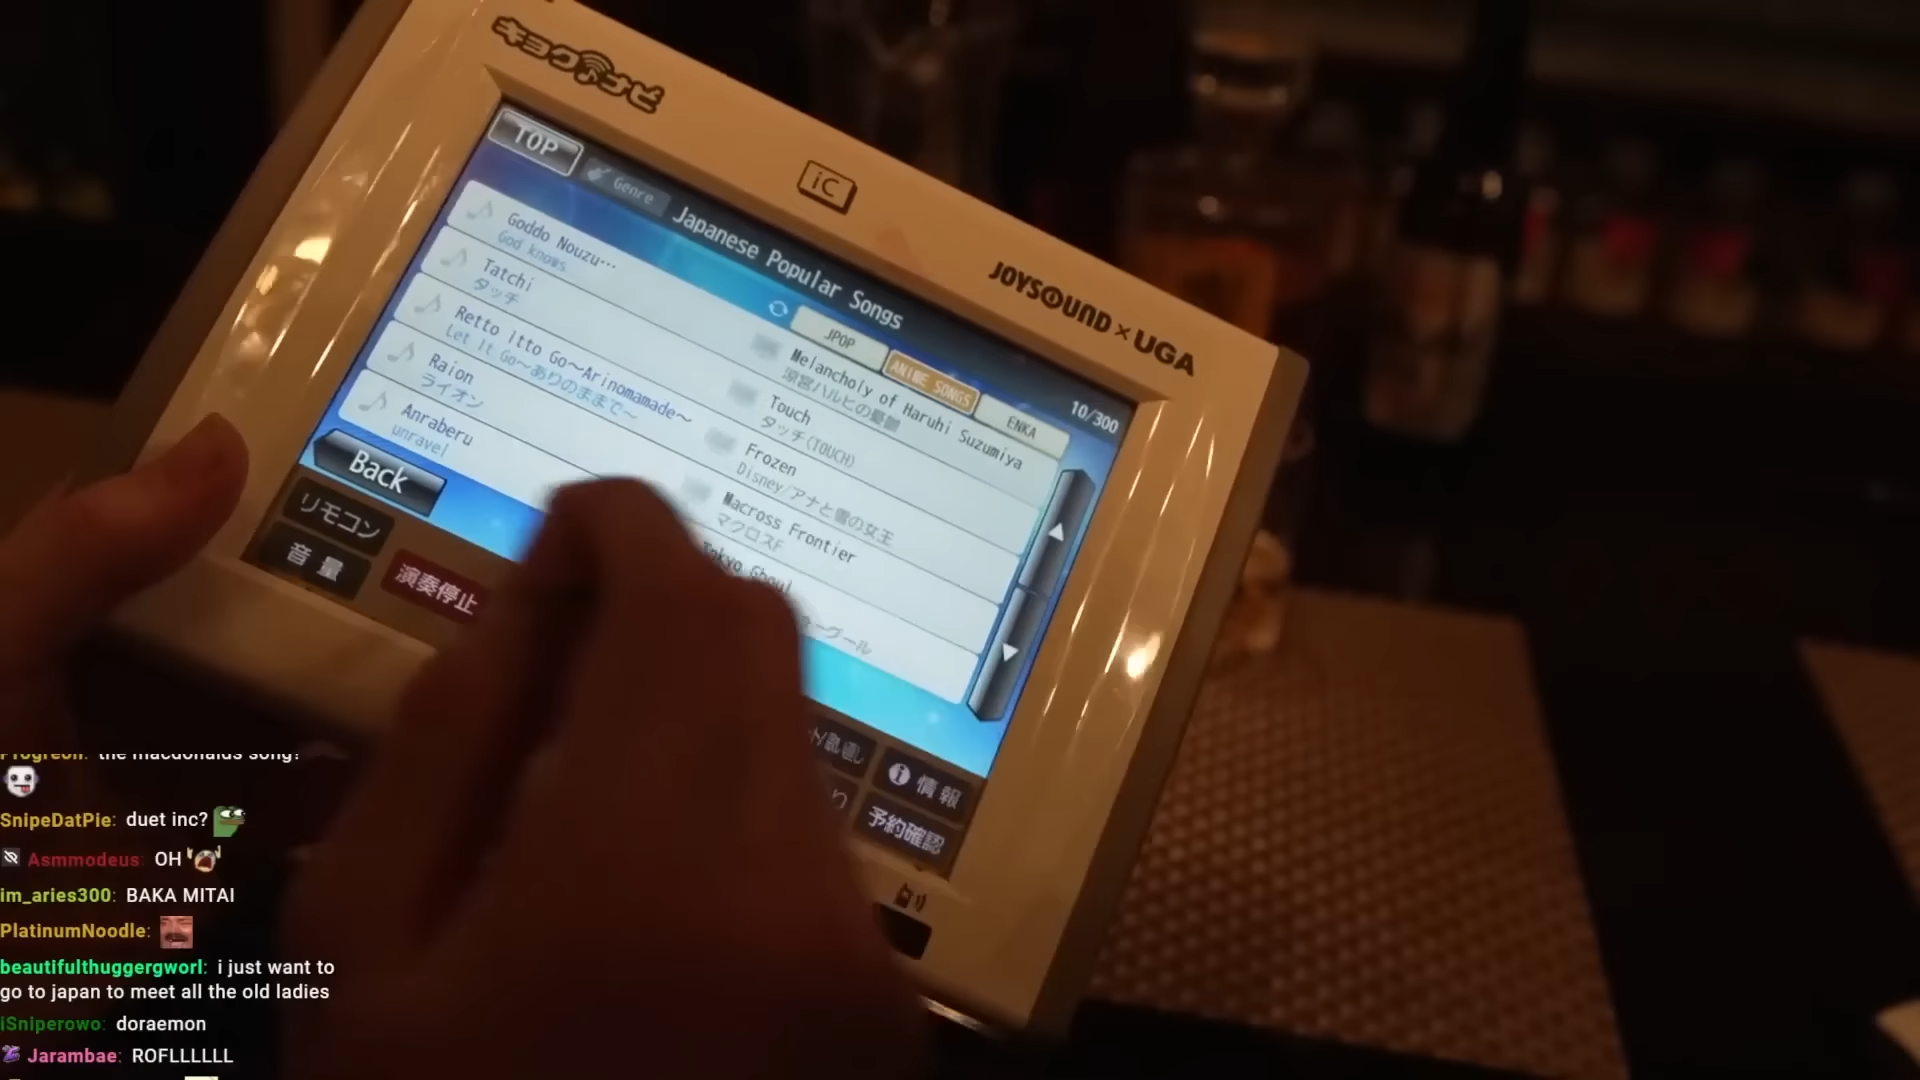 キョクナビ
iC
JOYSOUND×UGA
TOP
Genre
Japanese Popular Songs
JPOP
ANIME SONGS
ENKA
10/300
Goddo Nouzu…
God knows
Melancholy of Haruhi Suzumiya
涼宮ハルヒの憂鬱
Tatchi
タッチ
Touch
タッチ(TOUCH)
Retto Itto Go～Arinomamade～
Let It Go～ありのままで～
Frozen
Disney/アナと雪の女王
Raion
ライオン
Macross Frontier
マクロスF
Anraberu
unravel
Tokyo Ghoul
ーグール
Back
リモコン
音量
演奏停止
情報
予約確認
Progreon: the macdonalds song?
SnipeDatPie: duet inc?
Asmmodeus: OH
im_aries300: BAKA MITAI
PlatinumNoodle:
beautifulthuggergworl: i just want to
go to japan to meet all the old ladies
iSniperowo: doraemon
Jarambae: ROFLLLLLL